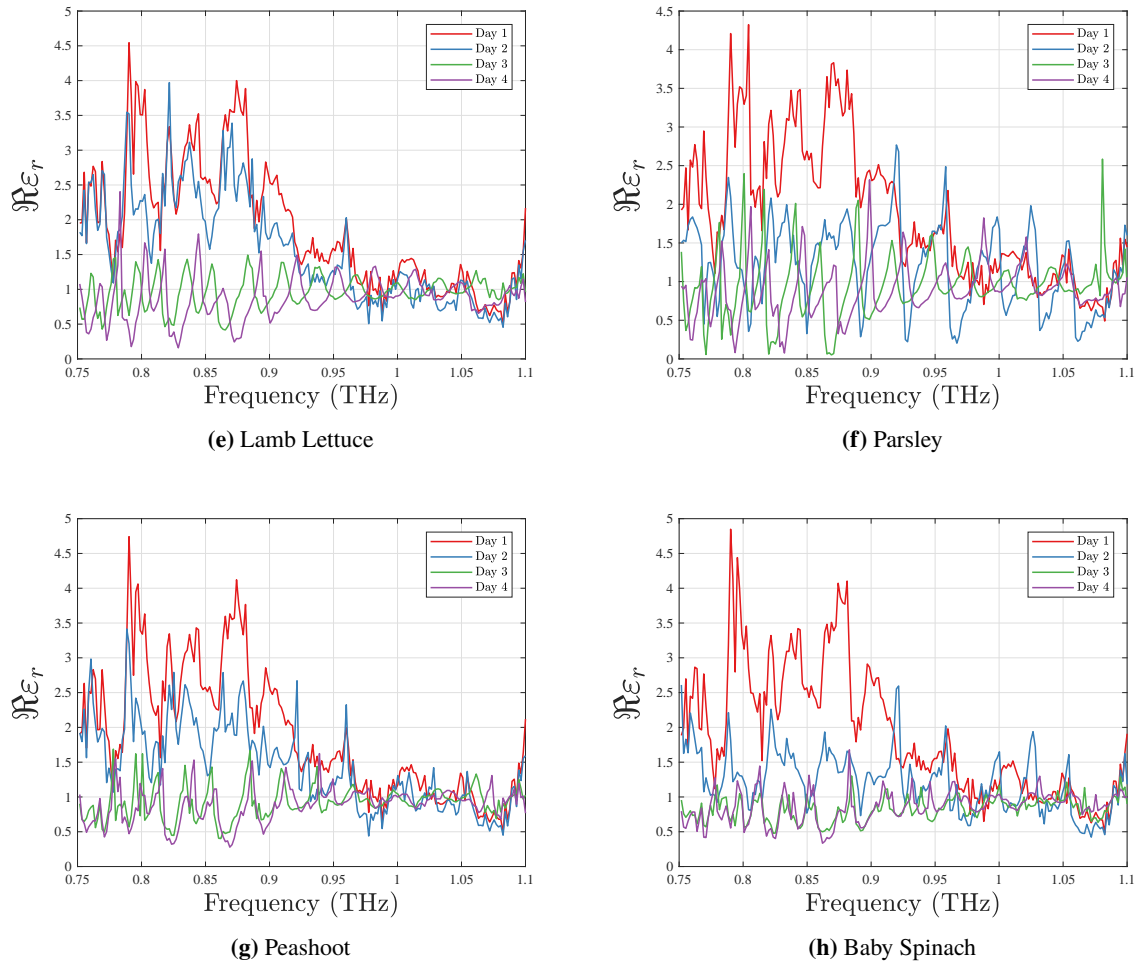 5
4.5
4
3.5
3
2.5
2
1.5
1
0.5
0
ℜεr
Day 1
Day 2
Day 3
Day 4
0.75 0.8 0.85 0.9 0.95 1 1.05 1.1
Frequency (THz)
(e) Lamb Lettuce
4.5
4
3.5
3
2.5
2
1.5
1
0.5
0
ℜεr
Day 1
Day 2
Day 3
Day 4
0.75 0.8 0.85 0.9 0.95 1 1.05 1.1
Frequency (THz)
(f) Parsley
5
4.5
4
3.5
3
2.5
2
1.5
1
0.5
0
ℜεr
Day 1
Day 2
Day 3
Day 4
0.75 0.8 0.85 0.9 0.95 1 1.05 1.1
Frequency (THz)
(g) Peashoot
5
4.5
4
3.5
3
2.5
2
1.5
1
0.5
0
ℜεr
Day 1
Day 2
Day 3
Day 4
0.75 0.8 0.85 0.9 0.95 1 1.05 1.1
Frequency (THz)
(h) Baby Spinach